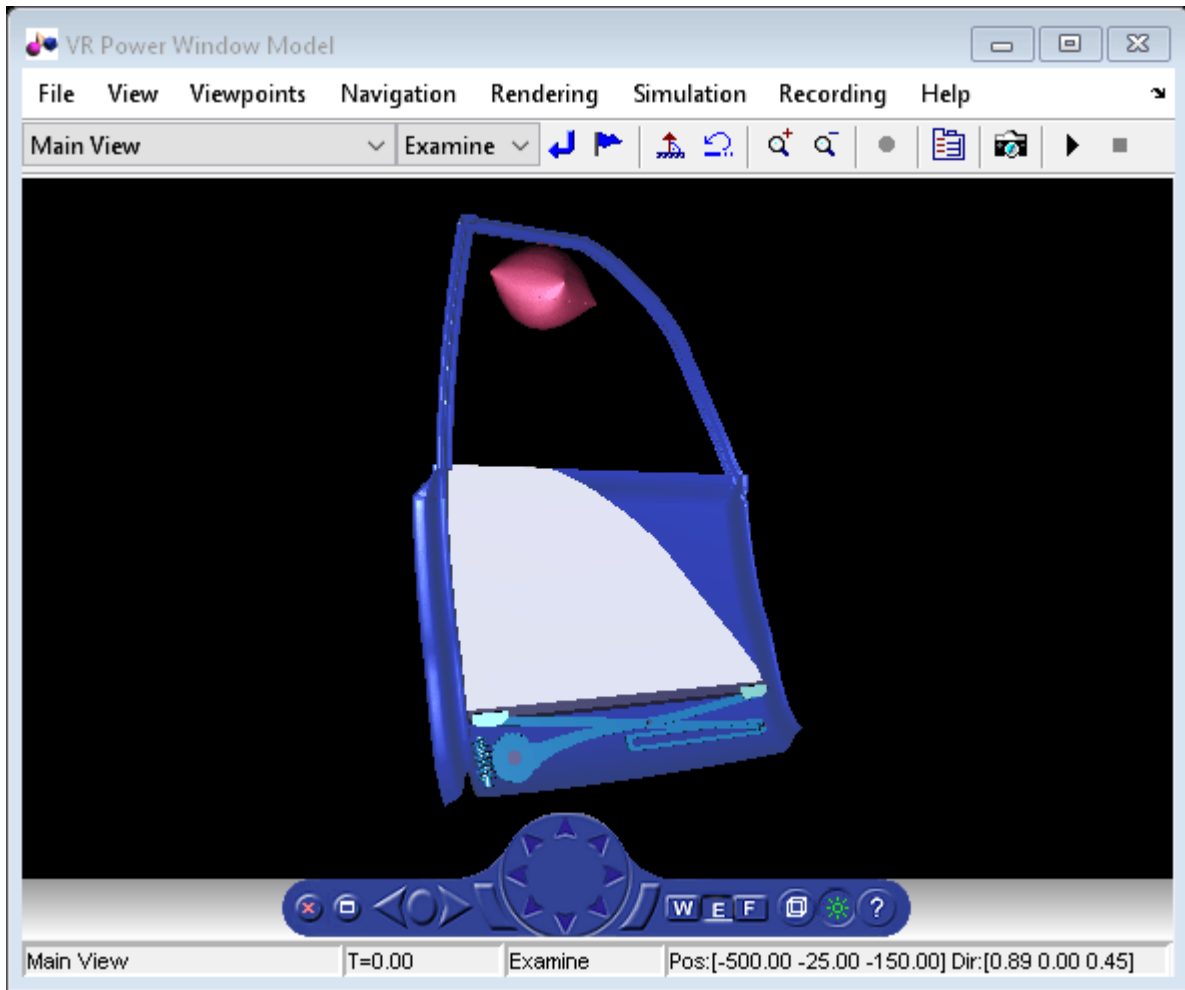 VR Power Window Model
File View Viewpoints Navigation Rendering Simulation Recording Help
Main View Examine
W E F ?
Main View T=0.00 Examine Pos:[-500.00 -25.00 -150.00] Dir:[0.89 0.00 0.45]